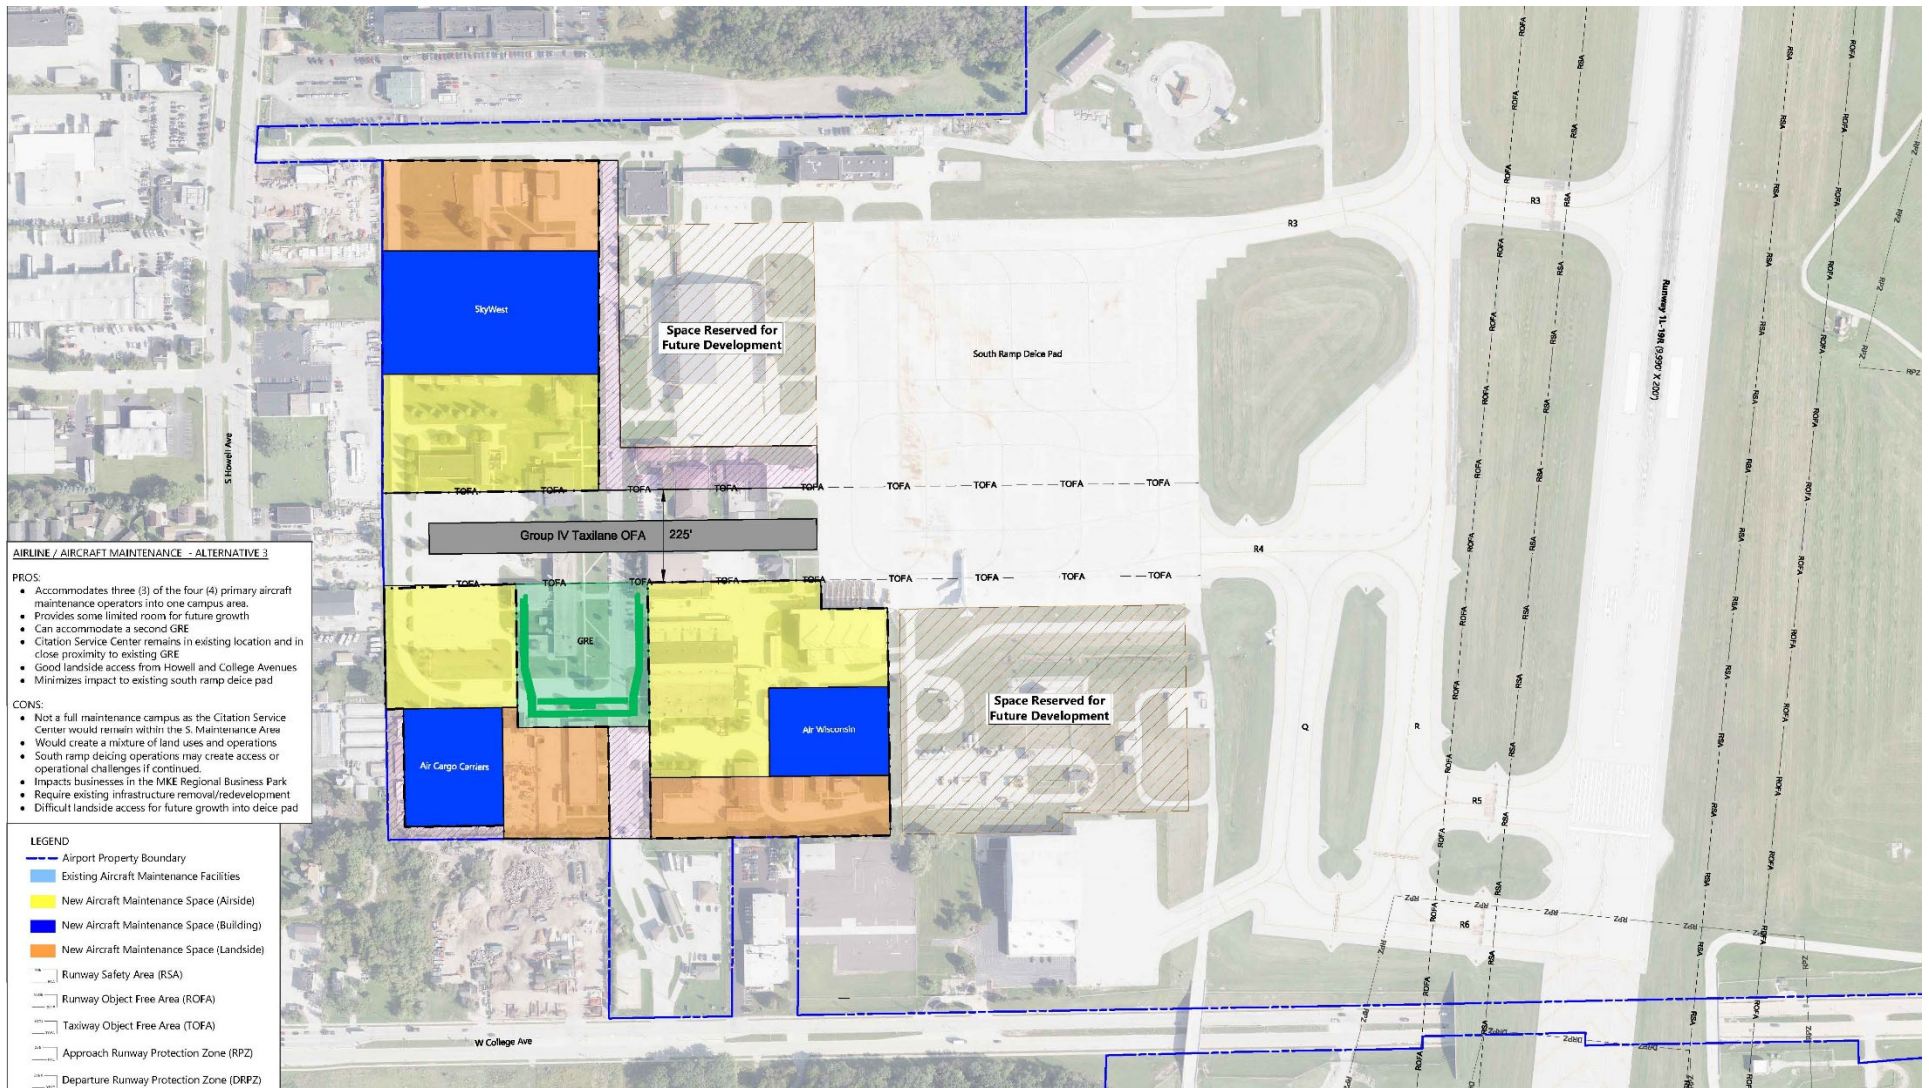 R3
R3
SkyWest
Space Reserved for
Future Development
South Ramp Deice Pad
Runway 1L-19R (9,990' X 200')
S Howell Ave
TOFA TOFA TOFA TOFA TOFA TOFA TOFA TOFA TOFA
Group IV Taxilane OFA 225'
R4
TOFA TOFA TOFA TOFA TOFA TOFA TOFA TOFA TOFA
GRE
Space Reserved for
Future Development
Air Wisconsin
Air Cargo Carriers
Q
R
R5
R6
W College Ave
ROFA
RSA
RSA
ROFA
RPZ
DRPZ
AIRLINE / AIRCRAFT MAINTENANCE - ALTERNATIVE 3
PROS:
• Accommodates three (3) of the four (4) primary aircraft
maintenance operators into one campus area.
• Provides some limited room for future growth
• Can accommodate a second GRE
• Citation Service Center remains in existing location and in
close proximity to existing GRE
• Good landside access from Howell and College Avenues
• Minimizes impact to existing south ramp deice pad
CONS:
• Not a full maintenance campus as the Citation Service
Center would remain within the S. Maintenance Area
• Would create a mixture of land uses and operations
• South ramp deicing operations may create access or
operational challenges if continued.
• Impacts businesses in the MKE Regional Business Park
• Require existing infrastructure removal/redevelopment
• Difficult landside access for future growth into deice pad
LEGEND
Airport Property Boundary
Existing Aircraft Maintenance Facilities
New Aircraft Maintenance Space (Airside)
New Aircraft Maintenance Space (Building)
New Aircraft Maintenance Space (Landside)
Runway Safety Area (RSA)
Runway Object Free Area (ROFA)
Taxiway Object Free Area (TOFA)
Approach Runway Protection Zone (RPZ)
Departure Runway Protection Zone (DRPZ)